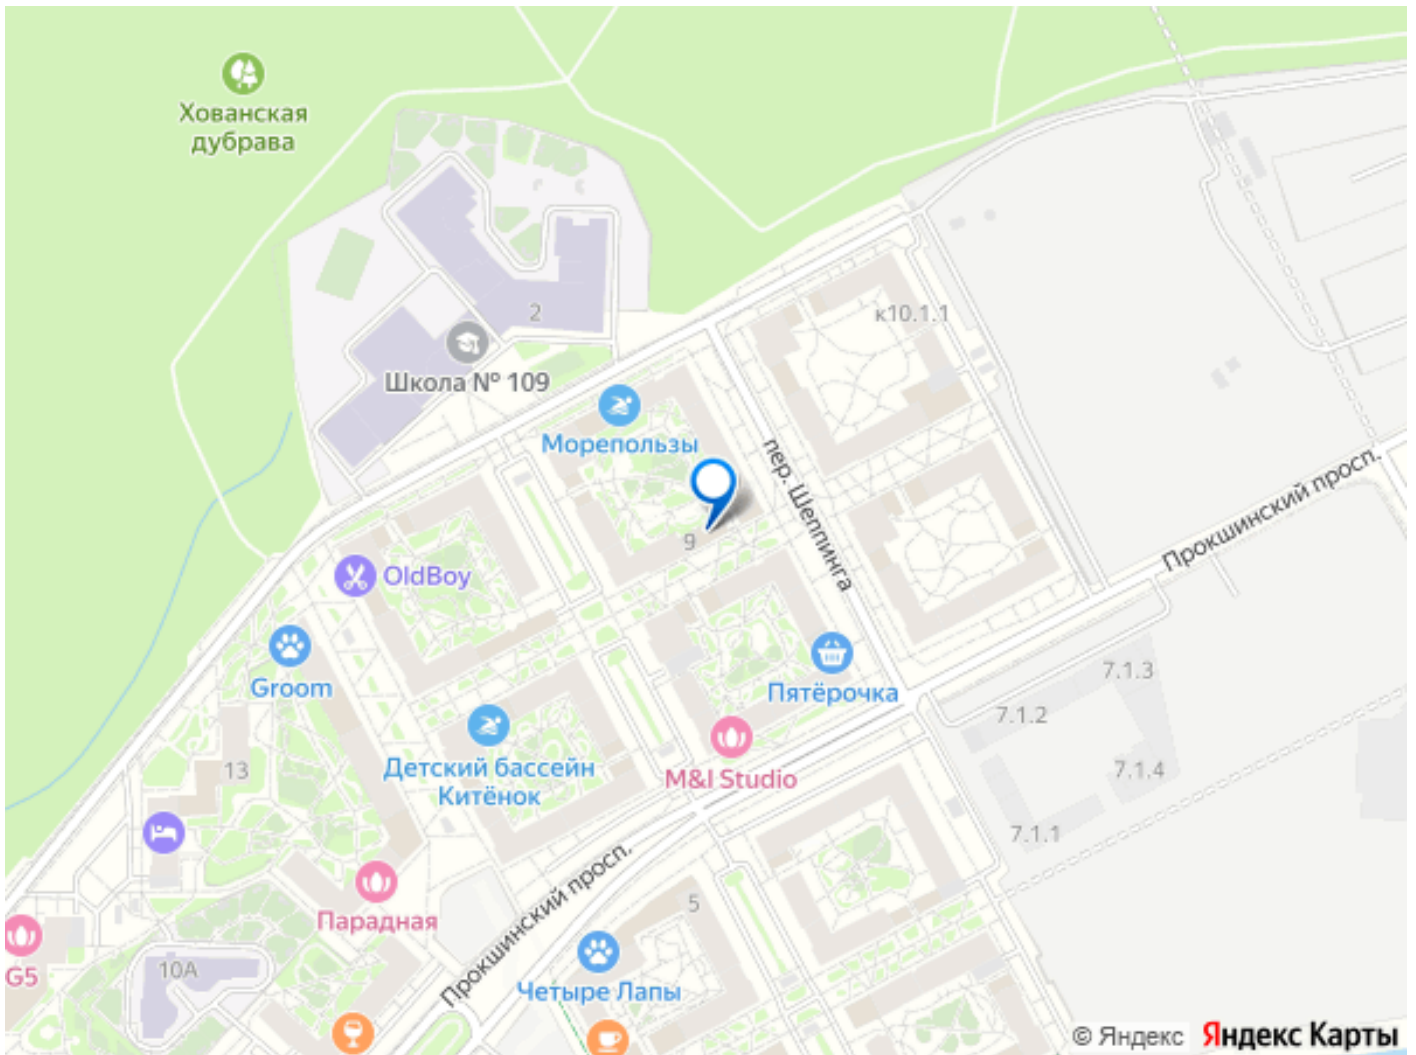 Хованская
дубрава
к10.1.1
2
Школа № 109
Морепользы
пер. Шеппинга
Прокшинский просп.
9
OldBoy
Groom
Пятёрочка
7.1.3
7.1.2
Детский бассейн
Китёнок
M&I Studio
13
7.1.4
7.1.1
Прокшинский просп.
Парадная
5
G5
10А
Четыре Лапы
© Яндекс Яндекс Карты